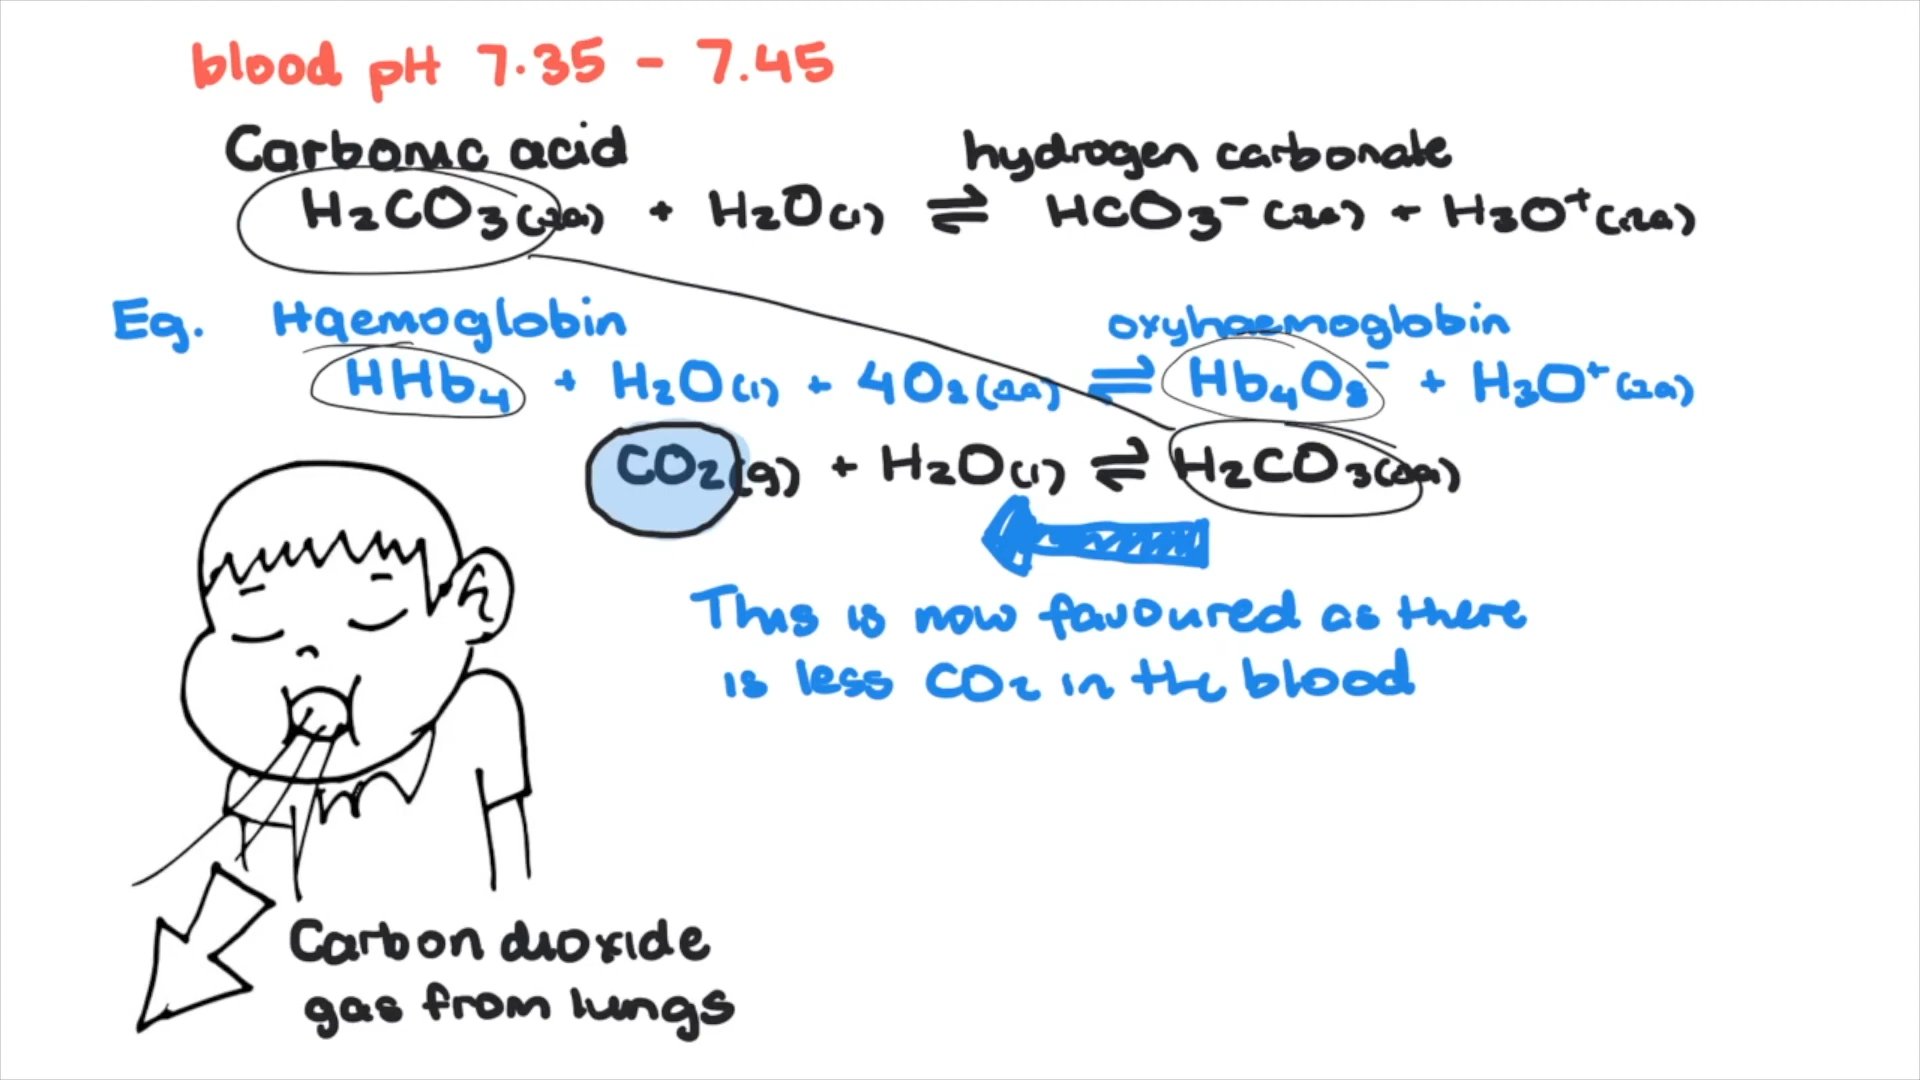 blood pH 7.35 - 7.45
Carbonic acid hydrogen carbonate
H₂CO₃(aq) + H₂O(l) ⇌ HCO₃⁻(aq) + H₃O⁺(aq)
Eg. Haemoglobin oxyhaemoglobin
HHb₄ + H₂O(l) + 4O₂(aq) ⇌ Hb₄O₈⁻ + H₃O⁺(aq)
CO₂(g) + H₂O(l) ⇌ H₂CO₃(aq)
This is now favoured as there
is less CO₂ in the blood
Carbon dioxide
gas from lungs